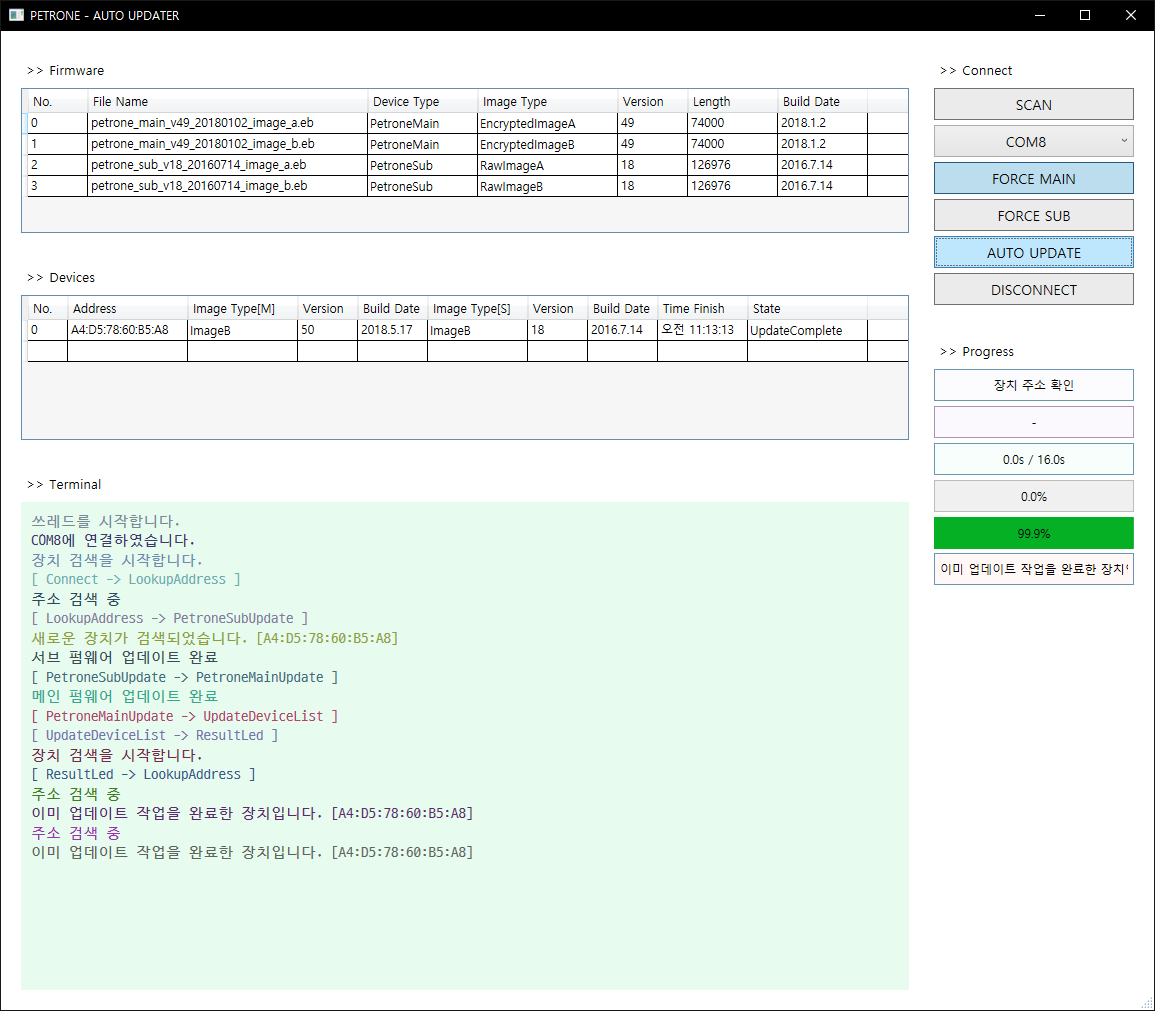 PETRONE - AUTO UPDATER
>> Firmware
No. File Name Device Type Image Type Version Length Build Date
0 petrone_main_v49_20180102_image_a.eb PetroneMain EncryptedImageA 49 74000 2018.1.2
1 petrone_main_v49_20180102_image_b.eb PetroneMain EncryptedImageB 49 74000 2018.1.2
2 petrone_sub_v18_20160714_image_a.eb PetroneSub RawImageA 18 126976 2016.7.14
3 petrone_sub_v18_20160714_image_b.eb PetroneSub RawImageB 18 126976 2016.7.14
>> Devices
No. Address Image Type[M] Version Build Date Image Type[S] Version Build Date Time Finish State
0 A4:D5:78:60:B5:A8 ImageB 50 2018.5.17 ImageB 18 2016.7.14 오전 11:13:13 UpdateComplete
>> Terminal
쓰레드를 시작합니다.
COM8에 연결하였습니다.
장치 검색을 시작합니다.
[ Connect -> LookupAddress ]
주소 검색 중
[ LookupAddress -> PetroneSubUpdate ]
새로운 장치가 검색되었습니다. [A4:D5:78:60:B5:A8]
서브 펌웨어 업데이트 완료
[ PetroneSubUpdate -> PetroneMainUpdate ]
메인 펌웨어 업데이트 완료
[ PetroneMainUpdate -> UpdateDeviceList ]
[ UpdateDeviceList -> ResultLed ]
장치 검색을 시작합니다.
[ ResultLed -> LookupAddress ]
주소 검색 중
이미 업데이트 작업을 완료한 장치입니다. [A4:D5:78:60:B5:A8]
주소 검색 중
이미 업데이트 작업을 완료한 장치입니다. [A4:D5:78:60:B5:A8]
>> Connect
SCAN
COM8
FORCE MAIN
FORCE SUB
AUTO UPDATE
DISCONNECT
>> Progress
장치 주소 확인
-
0.0s / 16.0s
0.0%
99.9%
이미 업데이트 작업을 완료한 장치